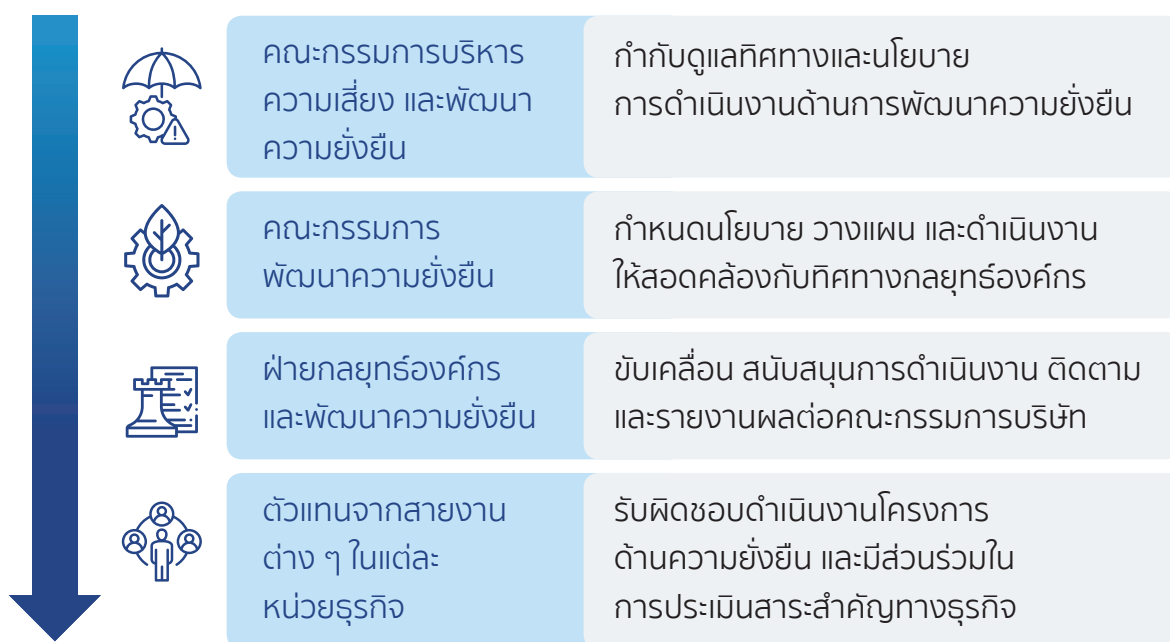 คณะกรรมการบริหาร
ความเสี่ยง และพัฒนา
ความยั่งยืน
กำกับดูแลทิศทางและนโยบาย
การดำเนินงานด้านการพัฒนาความยั่งยืน
คณะกรรมการ
พัฒนาความยั่งยืน
กำหนดนโยบาย วางแผน และดำเนินงาน
ให้สอดคล้องกับทิศทางกลยุทธ์องค์กร
ฝ่ายกลยุทธ์องค์กร
และพัฒนาความยั่งยืน
ขับเคลื่อน สนับสนุนการดำเนินงาน ติดตาม
และรายงานผลต่อคณะกรรมการบริษัท
ตัวแทนจากสายงาน
ต่าง ๆ ในแต่ละ
หน่วยธุรกิจ
รับผิดชอบดำเนินงานโครงการ
ด้านความยั่งยืน และมีส่วนร่วมใน
การประเมินสาระสำคัญทางธุรกิจ